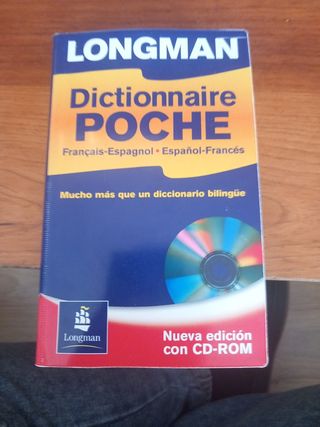 LONGMAN
Dictionnaire
POCHE
Français-Espagnol • Español-Francés
Mucho más que un diccionario bilingüe
Longman
Nueva edición
con CD-ROM